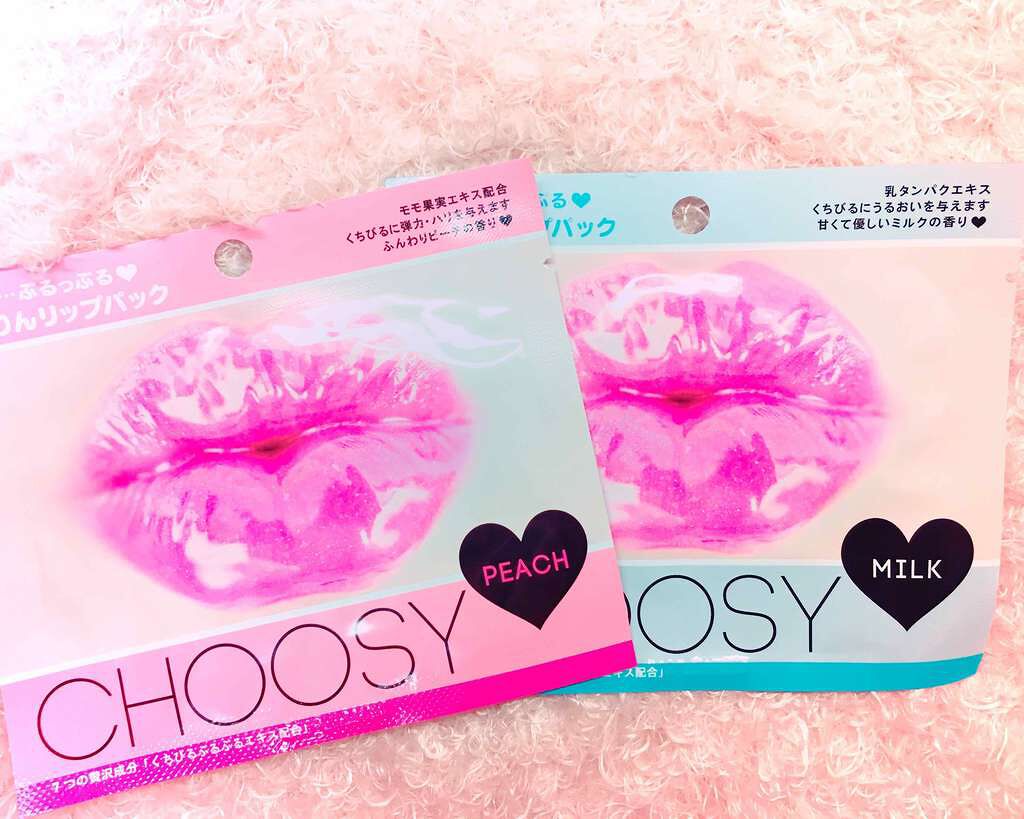 モモ果実エキス配合
くちびるに弾力・ハリを与えます
ふんわりピーチの香り♥
…ぷるっぷる♥
りんリップパック
PEACH
CHOOSY
7つの贅沢成分「くちびるぷるぷるエキス配合」
乳タンパクエキス
くちびるにうるおいを与えます
甘くて優しいミルクの香り♥
ぷる♥
プパック
MILK
OOSY
エキス配合」